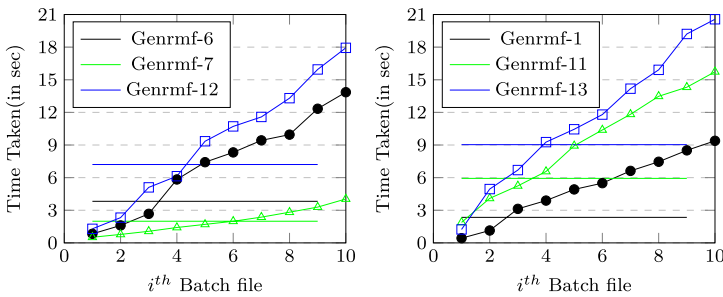 21
18
15
12
9
6
3
0
0 2 4 6 8 10
Time Taken(in sec)
i^th Batch file
Genrmf-6
Genrmf-7
Genrmf-12
21
18
15
12
9
6
3
0
0 2 4 6 8 10
Time Taken(in sec)
i^th Batch file
Genrmf-1
Genrmf-11
Genrmf-13